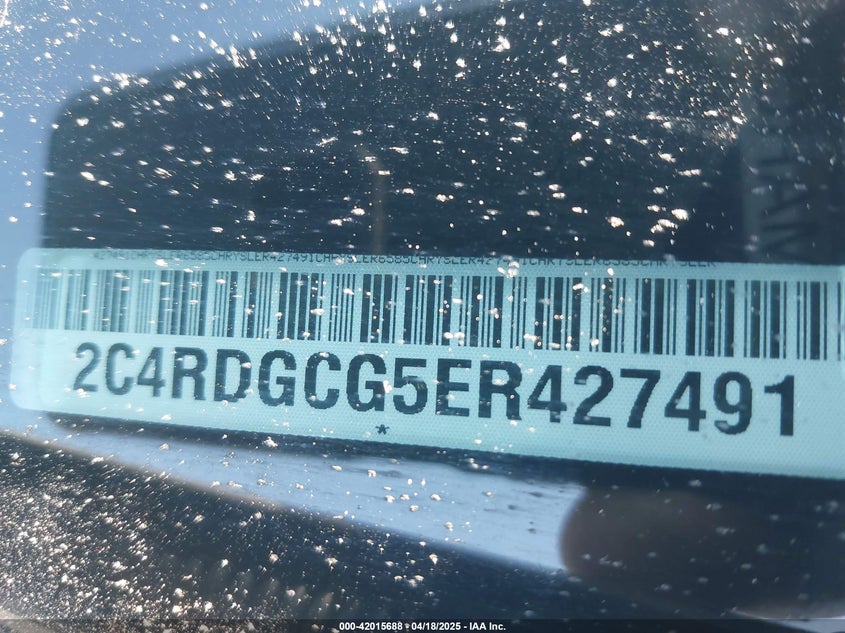 2C4RDGCG5ER427491
*
000-42015688 - 04/18/2025 - IAA Inc.